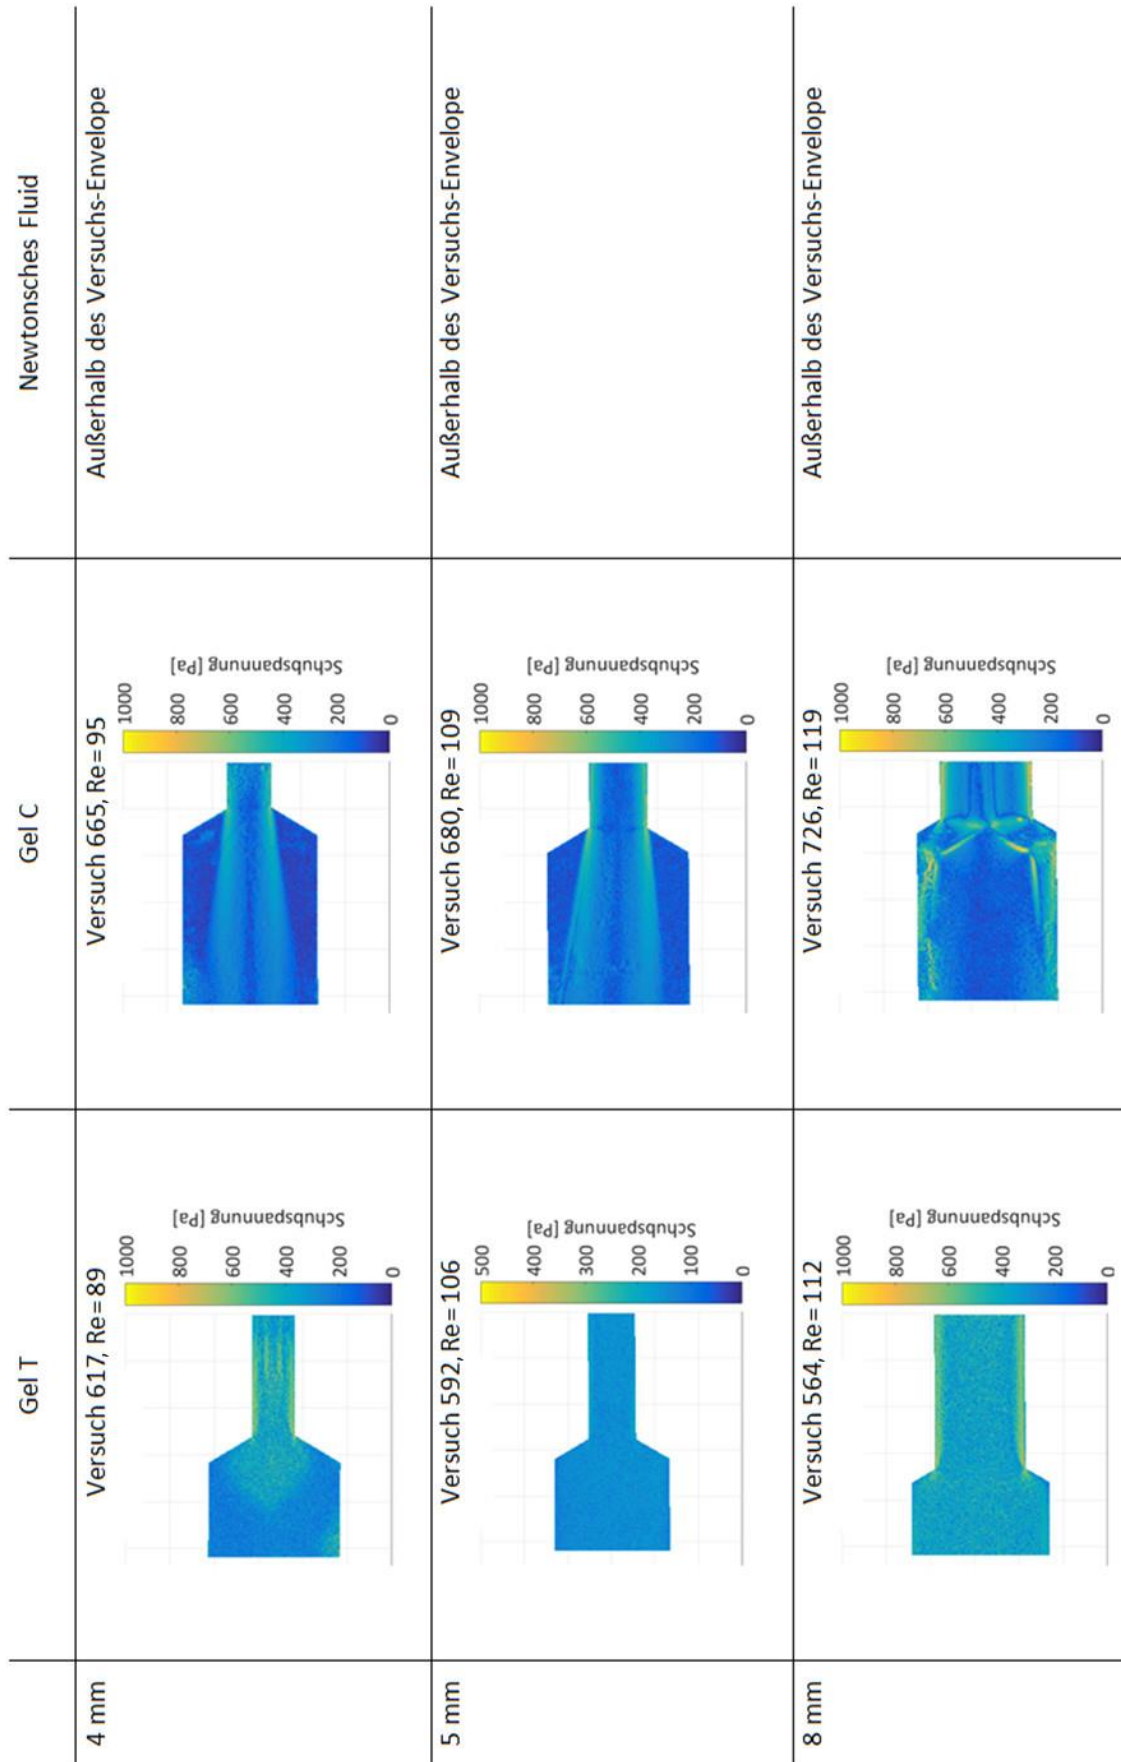 Gel T
Gel C
Newtonsches Fluid
4 mm
Versuch 617, Re=89
1000
800
600
400
200
0
Schubspannung [Pa]
Versuch 665, Re=95
1000
800
600
400
200
0
Schubspannung [Pa]
Außerhalb des Versuchs-Envelope
5 mm
Versuch 592, Re=106
500
400
300
200
100
0
Schubspannung [Pa]
Versuch 680, Re=109
1000
800
600
400
200
0
Schubspannung [Pa]
Außerhalb des Versuchs-Envelope
8 mm
Versuch 564, Re=112
1000
800
600
400
200
0
Schubspannung [Pa]
Versuch 726, Re=119
1000
800
600
400
200
0
Schubspannung [Pa]
Außerhalb des Versuchs-Envelope